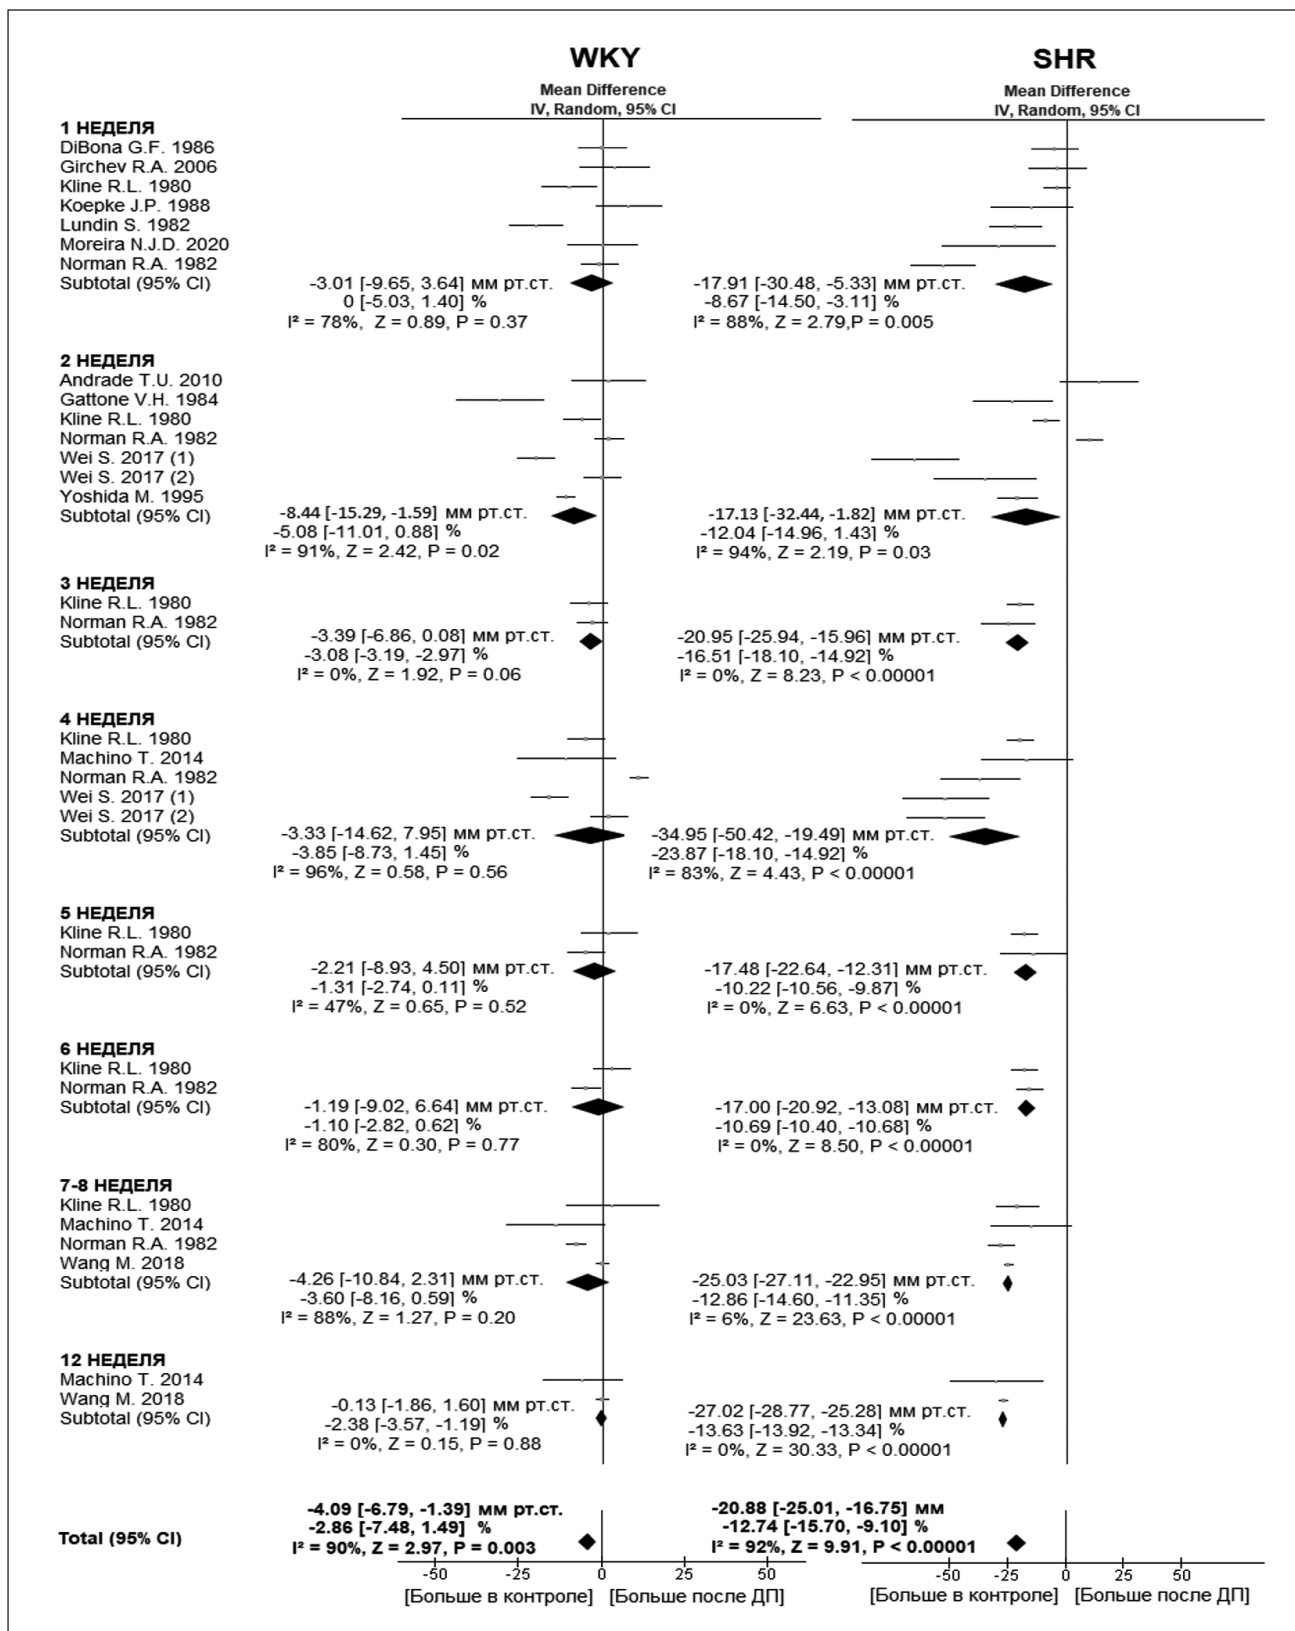 WKY SHR
Mean Difference Mean Difference
IV, Random, 95% CI IV, Random, 95% CI
1 НЕДЕЛЯ
DiBona G.F. 1986
Girchev R.A. 2006
Kline R.L. 1980
Koepke J.P. 1988
Lundin S. 1982
Moreira N.J.D. 2020
Norman R.A. 1982
Subtotal (95% CI) -3.01 [-9.65, 3.64] мм рт.ст. -17.91 [-30.48, -5.33] мм рт.ст.
0 [-5.03, 1.40] % -8.67 [-14.50, -3.11] %
I² = 78%, Z = 0.89, P = 0.37 I² = 88%, Z = 2.79,P = 0.005
2 НЕДЕЛЯ
Andrade T.U. 2010
Gattone V.H. 1984
Kline R.L. 1980
Norman R.A. 1982
Wei S. 2017 (1)
Wei S. 2017 (2)
Yoshida M. 1995
Subtotal (95% CI) -8.44 [-15.29, -1.59] мм рт.ст. -17.13 [-32.44, -1.82] мм рт.ст.
-5.08 [-11.01, 0.88] % -12.04 [-14.96, 1.43] %
I² = 91%, Z = 2.42, P = 0.02 I² = 94%, Z = 2.19, P = 0.03
3 НЕДЕЛЯ
Kline R.L. 1980
Norman R.A. 1982
Subtotal (95% CI) -3.39 [-6.86, 0.08] мм рт.ст. -20.95 [-25.94, -15.96] мм рт.ст.
-3.08 [-3.19, -2.97] % -16.51 [-18.10, -14.92] %
I² = 0%, Z = 1.92, P = 0.06 I² = 0%, Z = 8.23, P < 0.00001
4 НЕДЕЛЯ
Kline R.L. 1980
Machino T. 2014
Norman R.A. 1982
Wei S. 2017 (1)
Wei S. 2017 (2)
Subtotal (95% CI) -3.33 [-14.62, 7.95] мм рт.ст. -34.95 [-50.42, -19.49] мм рт.ст.
-3.85 [-8.73, 1.45] % -23.87 [-18.10, -14.92] %
I² = 96%, Z = 0.58, P = 0.56 I² = 83%, Z = 4.43, P < 0.00001
5 НЕДЕЛЯ
Kline R.L. 1980
Norman R.A. 1982
Subtotal (95% CI) -2.21 [-8.93, 4.50] мм рт.ст. -17.48 [-22.64, -12.31] мм рт.ст.
-1.31 [-2.74, 0.11] % -10.22 [-10.56, -9.87] %
I² = 47%, Z = 0.65, P = 0.52 I² = 0%, Z = 6.63, P < 0.00001
6 НЕДЕЛЯ
Kline R.L. 1980
Norman R.A. 1982
Subtotal (95% CI) -1.19 [-9.02, 6.64] мм рт.ст. -17.00 [-20.92, -13.08] мм рт.ст.
-1.10 [-2.82, 0.62] % -10.69 [-10.40, -10.68] %
I² = 80%, Z = 0.30, P = 0.77 I² = 0%, Z = 8.50, P < 0.00001
7-8 НЕДЕЛЯ
Kline R.L. 1980
Machino T. 2014
Norman R.A. 1982
Wang M. 2018
Subtotal (95% CI) -4.26 [-10.84, 2.31] мм рт.ст. -25.03 [-27.11, -22.95] мм рт.ст.
-3.60 [-8.16, 0.59] % -12.86 [-14.60, -11.35] %
I² = 88%, Z = 1.27, P = 0.20 I² = 6%, Z = 23.63, P < 0.00001
12 НЕДЕЛЯ
Machino T. 2014
Wang M. 2018 -0.13 [-1.86, 1.60] мм рт.ст. -27.02 [-28.77, -25.28] мм рт.ст.
Subtotal (95% CI) -2.38 [-3.57, -1.19] % -13.63 [-13.92, -13.34] %
I² = 0%, Z = 0.15, P = 0.88 I² = 0%, Z = 30.33, P < 0.00001
-4.09 [-6.79, -1.39] мм рт.ст. -20.88 [-25.01, -16.75] мм
-2.86 [-7.48, 1.49] % -12.74 [-15.70, -9.10] %
Total (95% CI) I² = 90%, Z = 2.97, P = 0.003 I² = 92%, Z = 9.91, P < 0.00001
-50 -25 0 25 50 -50 -25 0 25 50
[Больше в контроле] [Больше после ДП] [Больше в контроле] [Больше после ДП]